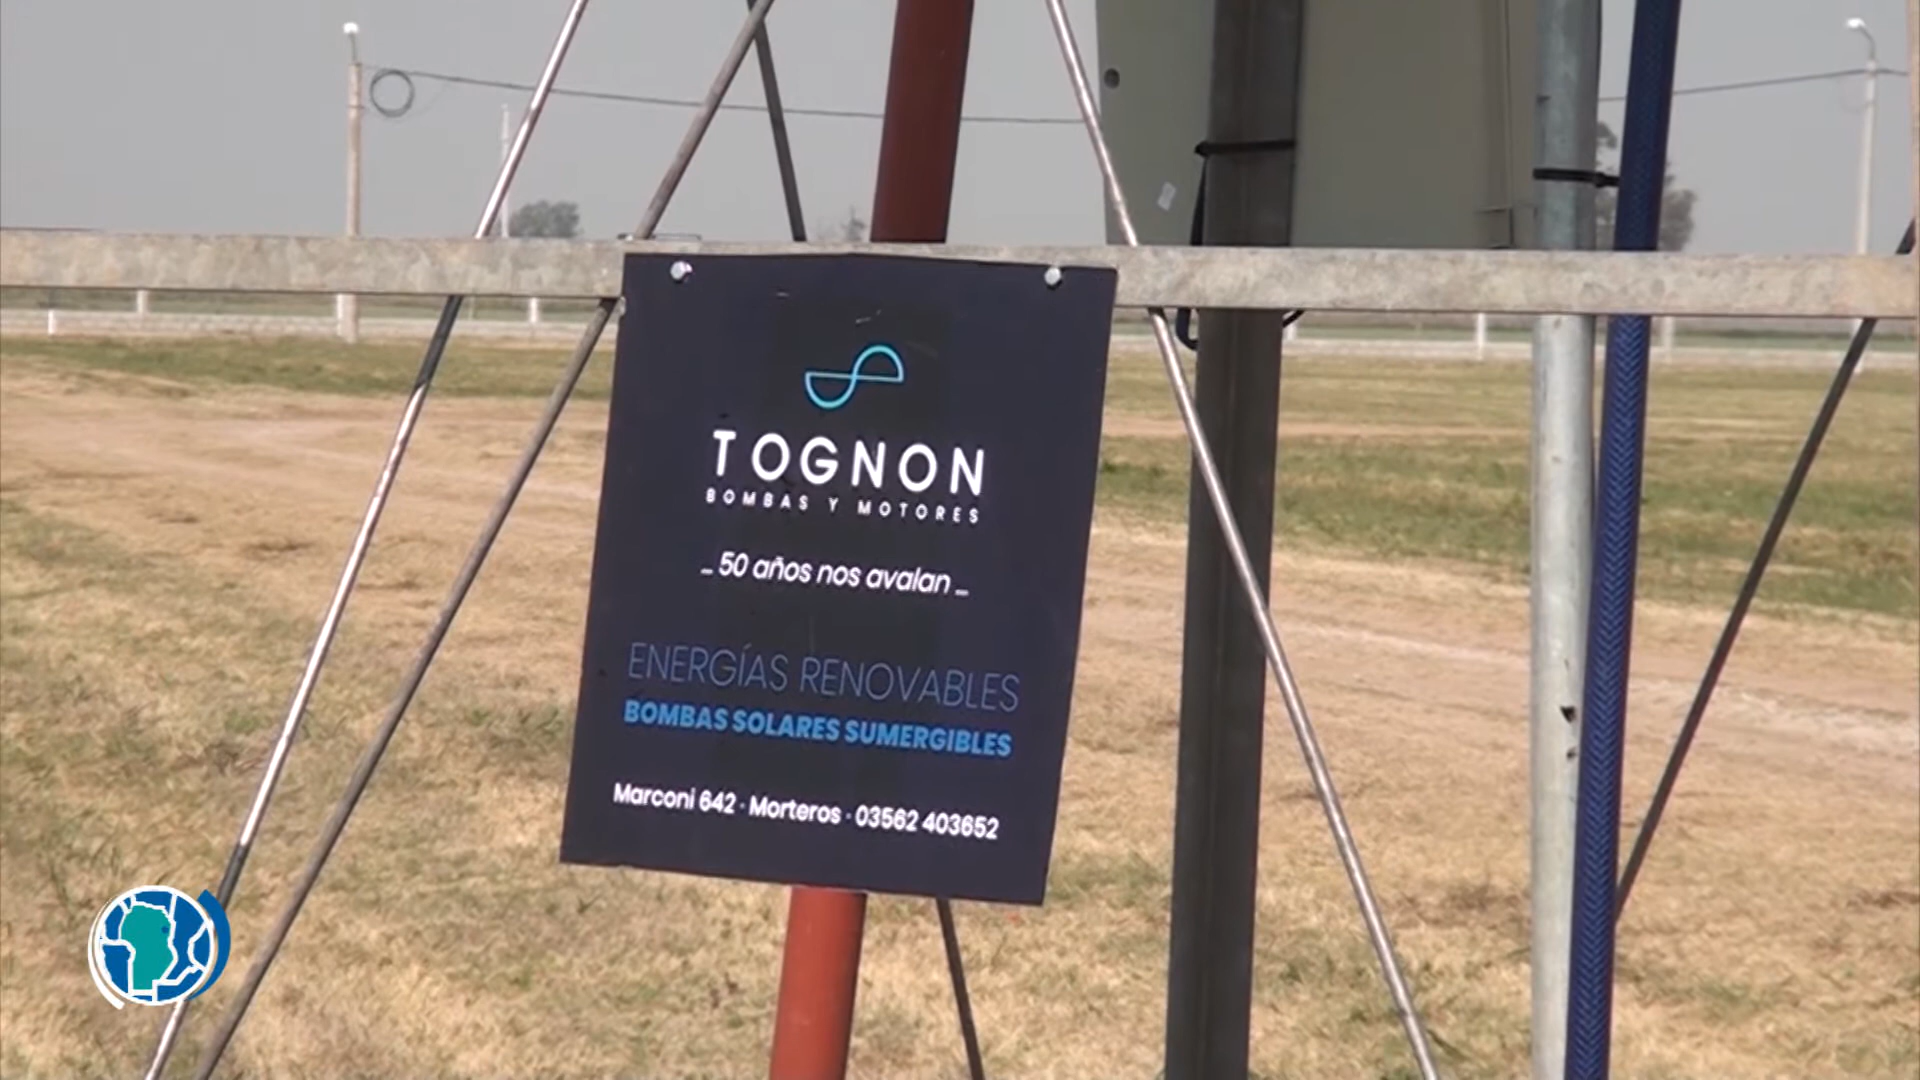 TOGNON
BOMBAS Y MOTORES
_ 50 años nos avalan _
ENERGÍAS RENOVABLES
BOMBAS SOLARES SUMERGIBLES
Marconi 642 · Morteros · 03562 403652